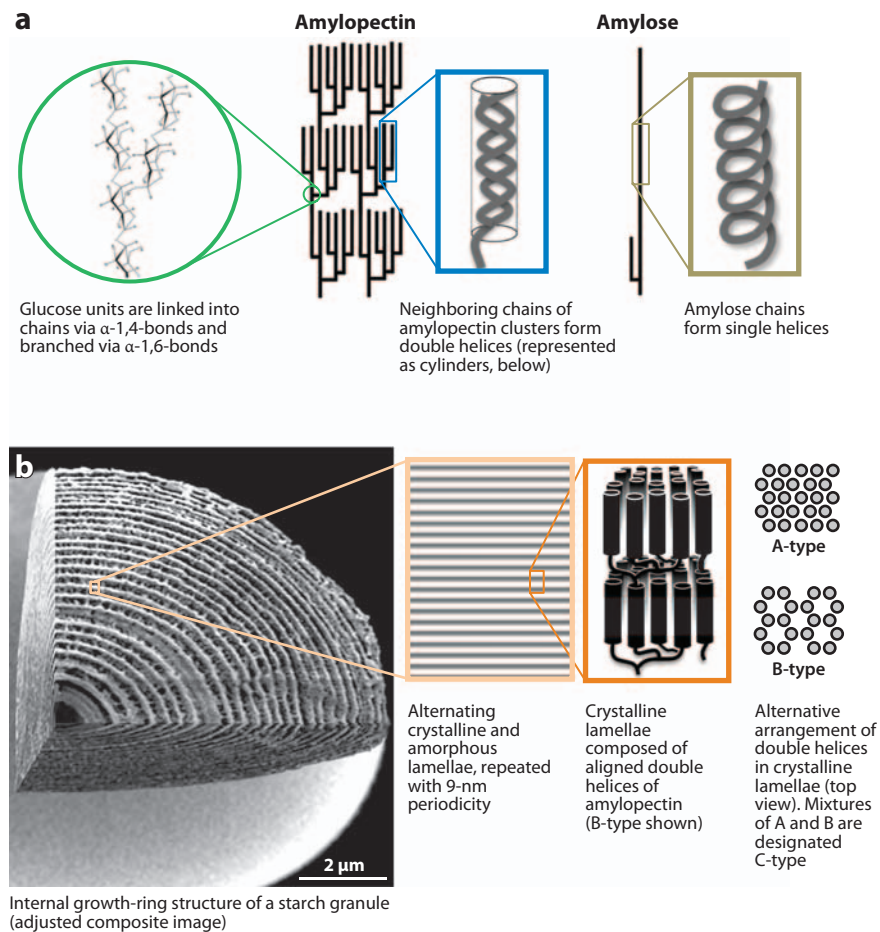 a
Amylopectin
Amylose
Glucose units are linked into
chains via α-1,4-bonds and
branched via α-1,6-bonds
Neighboring chains of
amylopectin clusters form
double helices (represented
as cylinders, below)
Amylose chains
form single helices
b
A-type
B-type
2 μm
Alternating
crystalline and
amorphous
lamellae, repeated
with 9-nm
periodicity
Crystalline
lamellae
composed of
aligned double
helices of
amylopectin
(B-type shown)
Alternative
arrangement of
double helices
in crystalline
lamellae (top
view). Mixtures
of A and B are
designated
C-type
Internal growth-ring structure of a starch granule
(adjusted composite image)